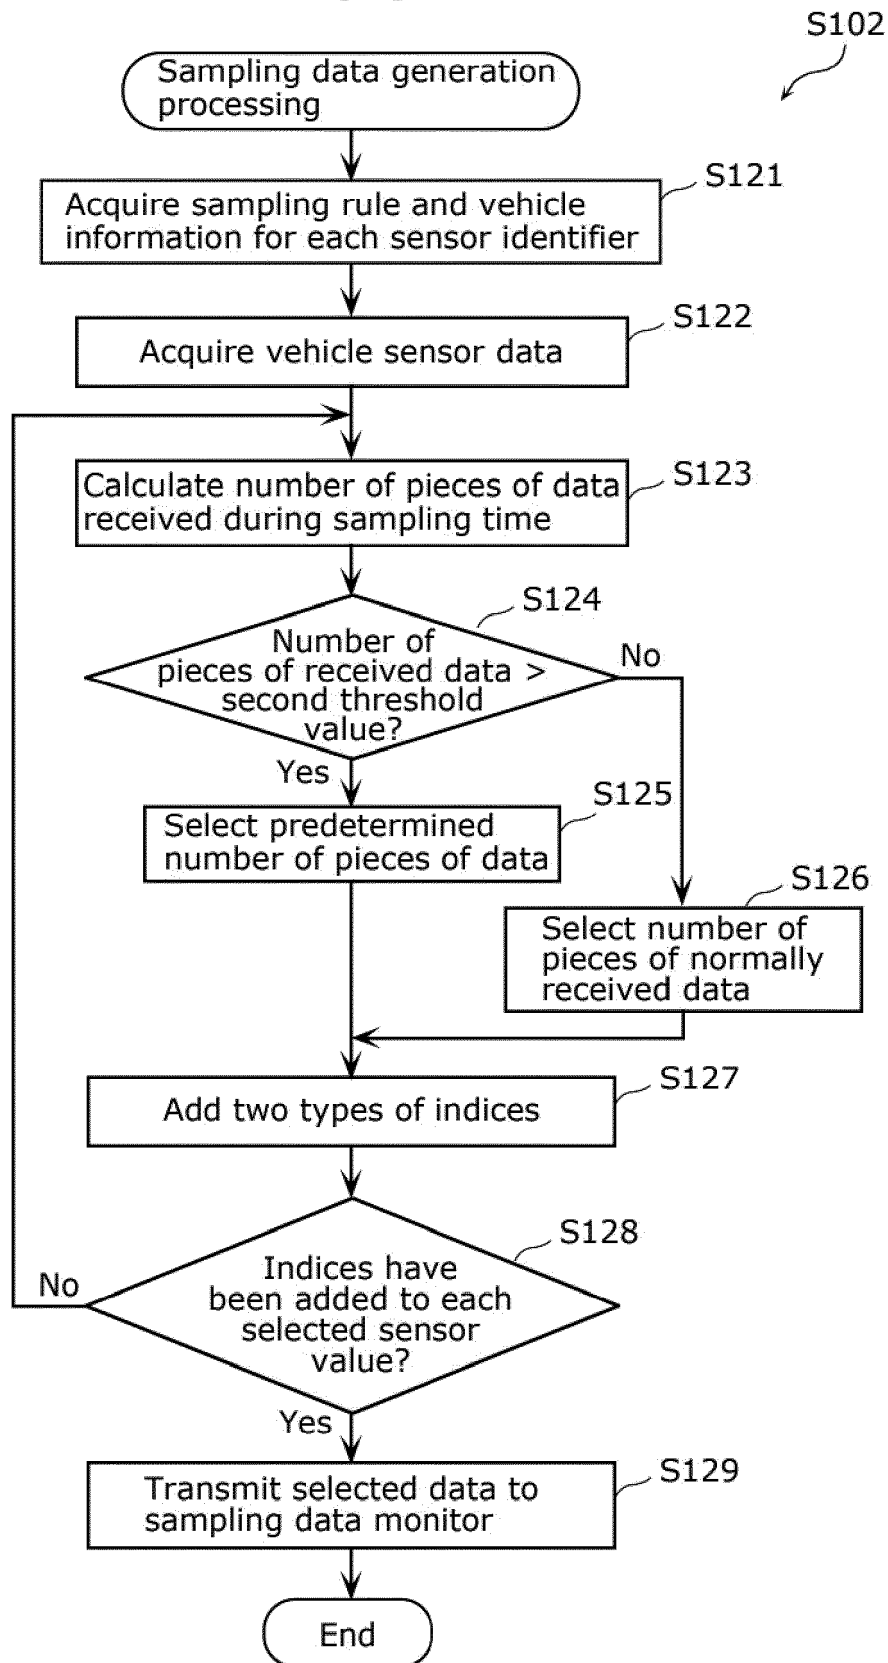 S102
Sampling data generation
processing
S121
Acquire sampling rule and vehicle
information for each sensor identifier
S122
Acquire vehicle sensor data
S123
Calculate number of pieces of data
received during sampling time
S124
Number of
pieces of received data >
second threshold
value?
No
Yes
S125
Select predetermined
number of pieces of data
S126
Select number of
pieces of normally
received data
S127
Add two types of indices
S128
Indices have
been added to each
selected sensor
value?
No
Yes
S129
Transmit selected data to
sampling data monitor
End